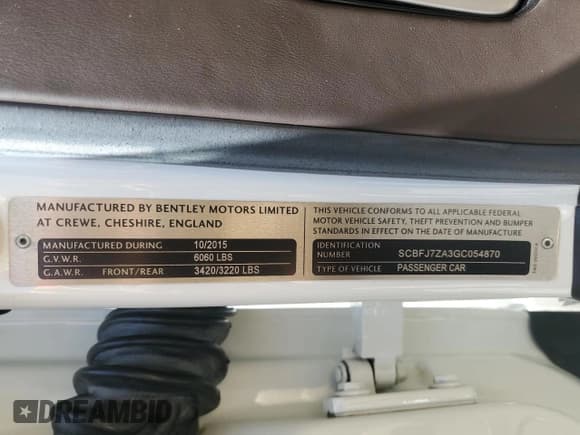 MANUFACTURED BY BENTLEY MOTORS LIMITED
AT CREWE, CHESHIRE, ENGLAND
MANUFACTURED DURING 10/2015
G.V.W.R. 6060 LBS
G.A.W.R. FRONT/REAR 3420/3220 LBS
THIS VEHICLE CONFORMS TO ALL APPLICABLE FEDERAL
MOTOR VEHICLE SAFETY, THEFT PREVENTION AND BUMPER
STANDARDS IN EFFECT ON THE DATE OF MANUFACTURE
IDENTIFICATION
NUMBER SCBFJ7ZA3GC054870
TYPE OF VEHICLE PASSENGER CAR
DREAMBID